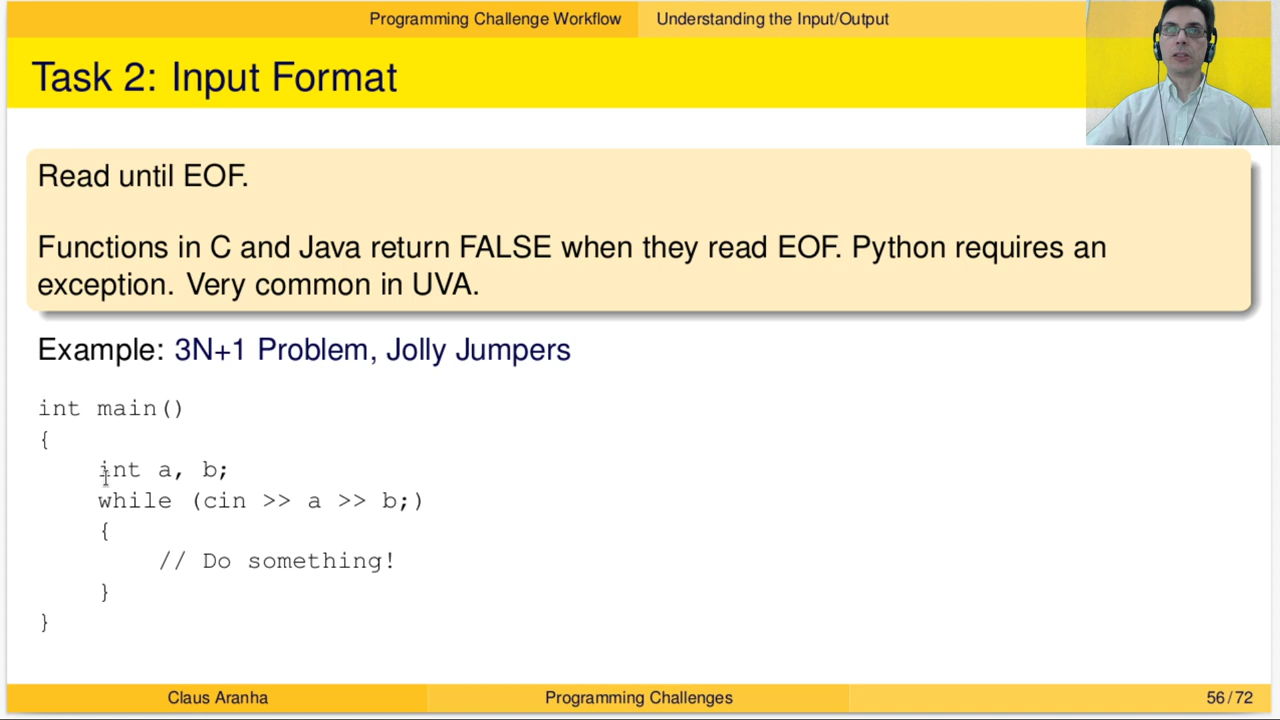 Programming Challenge Workflow Understanding the Input/Output
Task 2: Input Format
Read until EOF.
Functions in C and Java return FALSE when they read EOF. Python requires an
exception. Very common in UVA.
Example: 3N+1 Problem, Jolly Jumpers
int main()
{
int a, b;
while (cin >> a >> b;)
{
// Do something!
}
}
Claus Aranha Programming Challenges 56/72